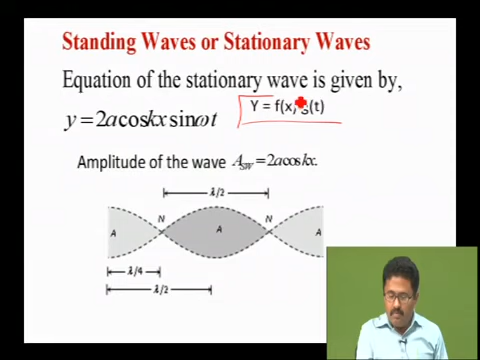 Standing Waves or Stationary Waves
Equation of the stationary wave is given by,
y = 2a cos kx sin ωt
Y = f(x) g(t)
Amplitude of the wave A_SW = 2a cos kx.
λ/2
N N
A A A
λ/4
λ/2